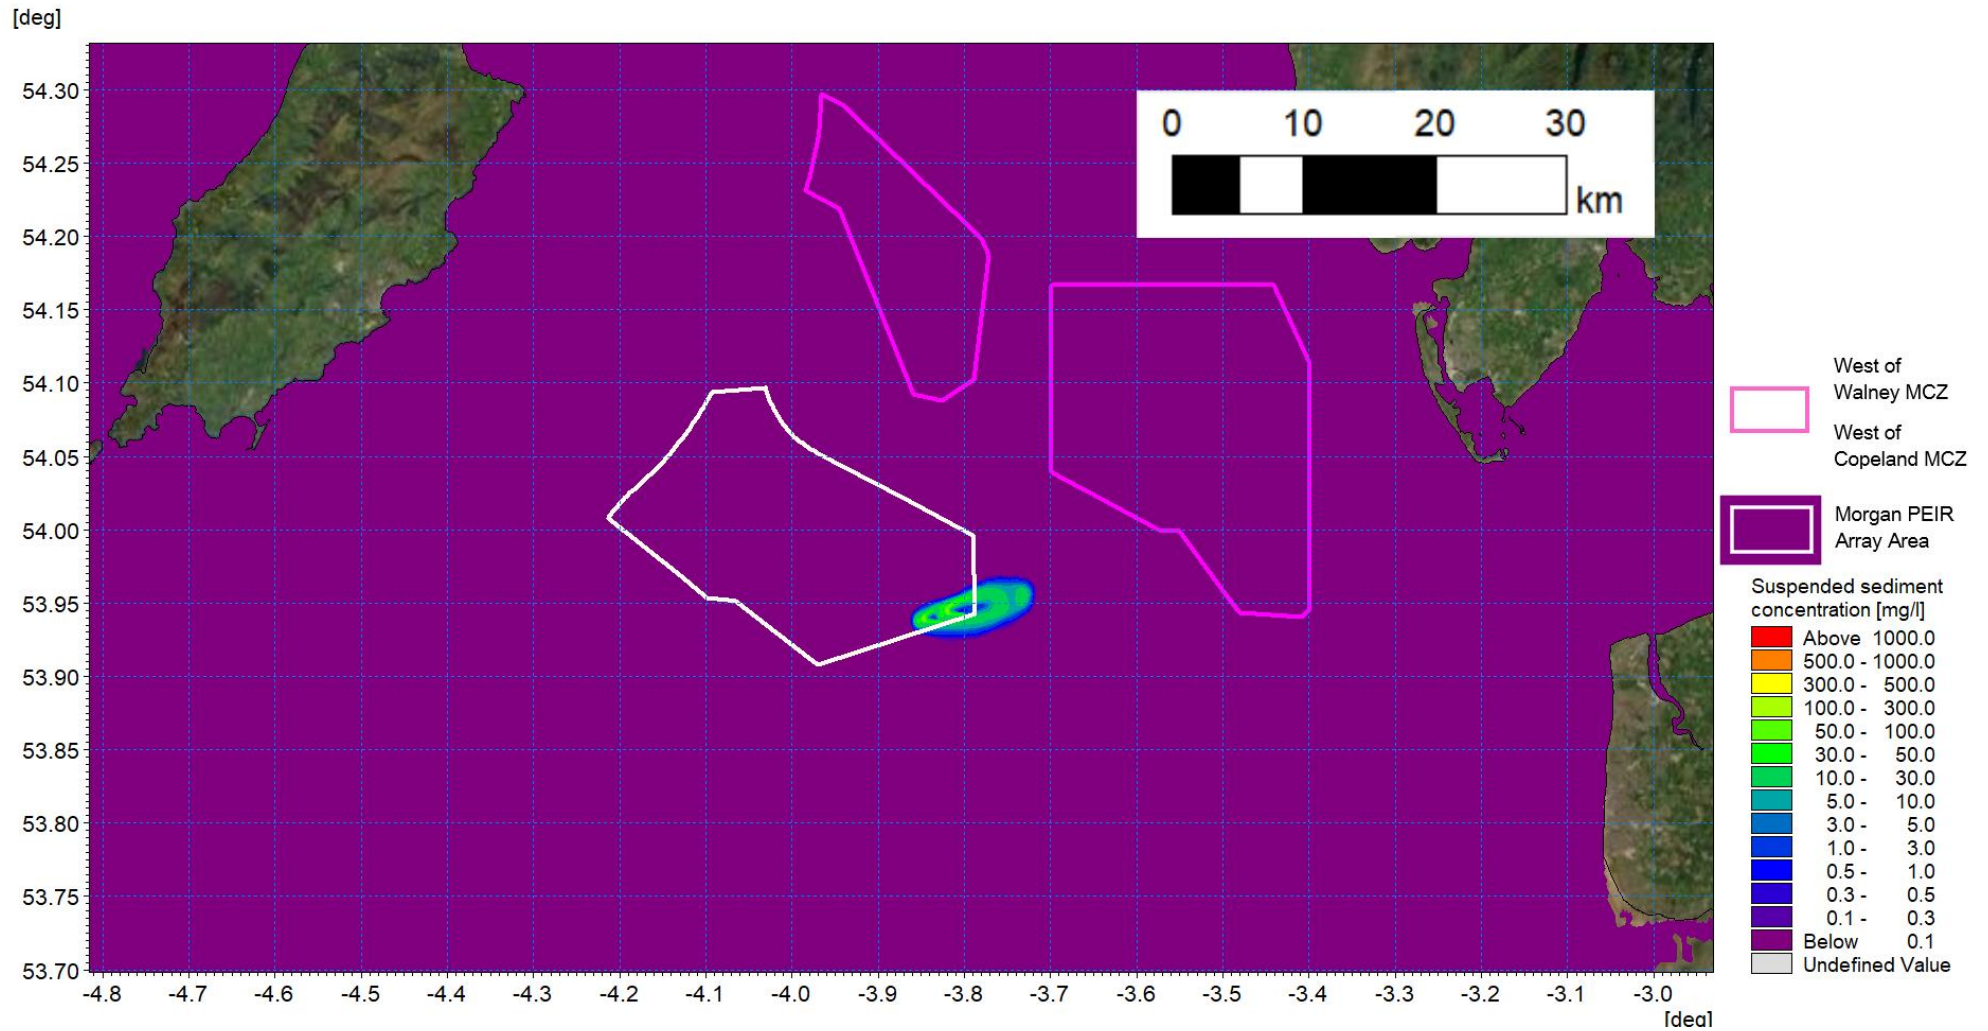 [deg]
54.30
54.25
54.20
54.15
54.10
54.05
54.00
53.95
53.90
53.85
53.80
53.75
53.70
-4.8 -4.7 -4.6 -4.5 -4.4 -4.3 -4.2 -4.1 -4.0 -3.9 -3.8 -3.7 -3.6 -3.5 -3.4 -3.3 -3.2 -3.1 -3.0
[deg]
0 10 20 30
km
West of
Walney MCZ
West of
Copeland MCZ
Morgan PEIR
Array Area
Suspended sediment
concentration [mg/l]
Above 1000.0
500.0 - 1000.0
300.0 - 500.0
100.0 - 300.0
50.0 - 100.0
30.0 - 50.0
10.0 - 30.0
5.0 - 10.0
3.0 - 5.0
1.0 - 3.0
0.5 - 1.0
0.3 - 0.5
0.1 - 0.3
Below 0.1
Undefined Value